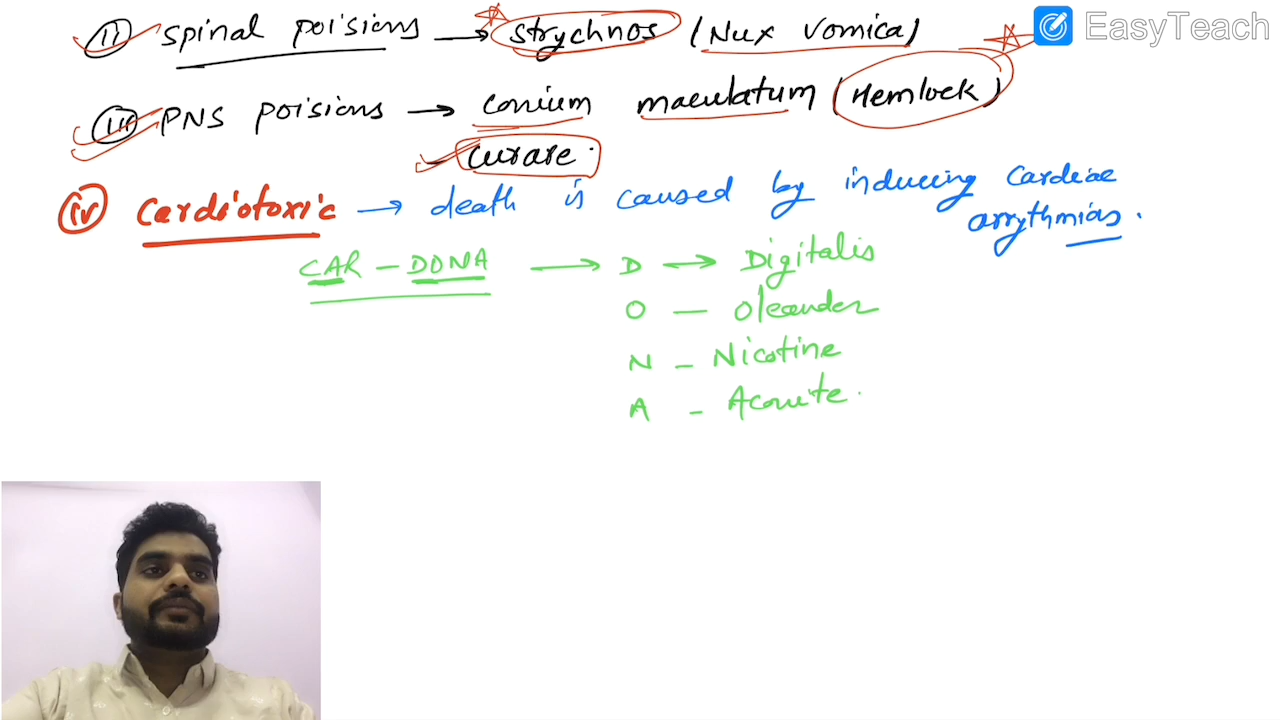 (ii) spinal poisions → Strychnos (Nux vomica)
EasyTeach
(iii) PNS poisions → Conium maculatum (Hemlock)
Curare.
(iv) Cardiotoxic → death is caused by inducing cardiac
arrythmias.
CAR - DONA → D ↔ Digitalis
O - Oleander
N - Nicotine
A - Aconite.